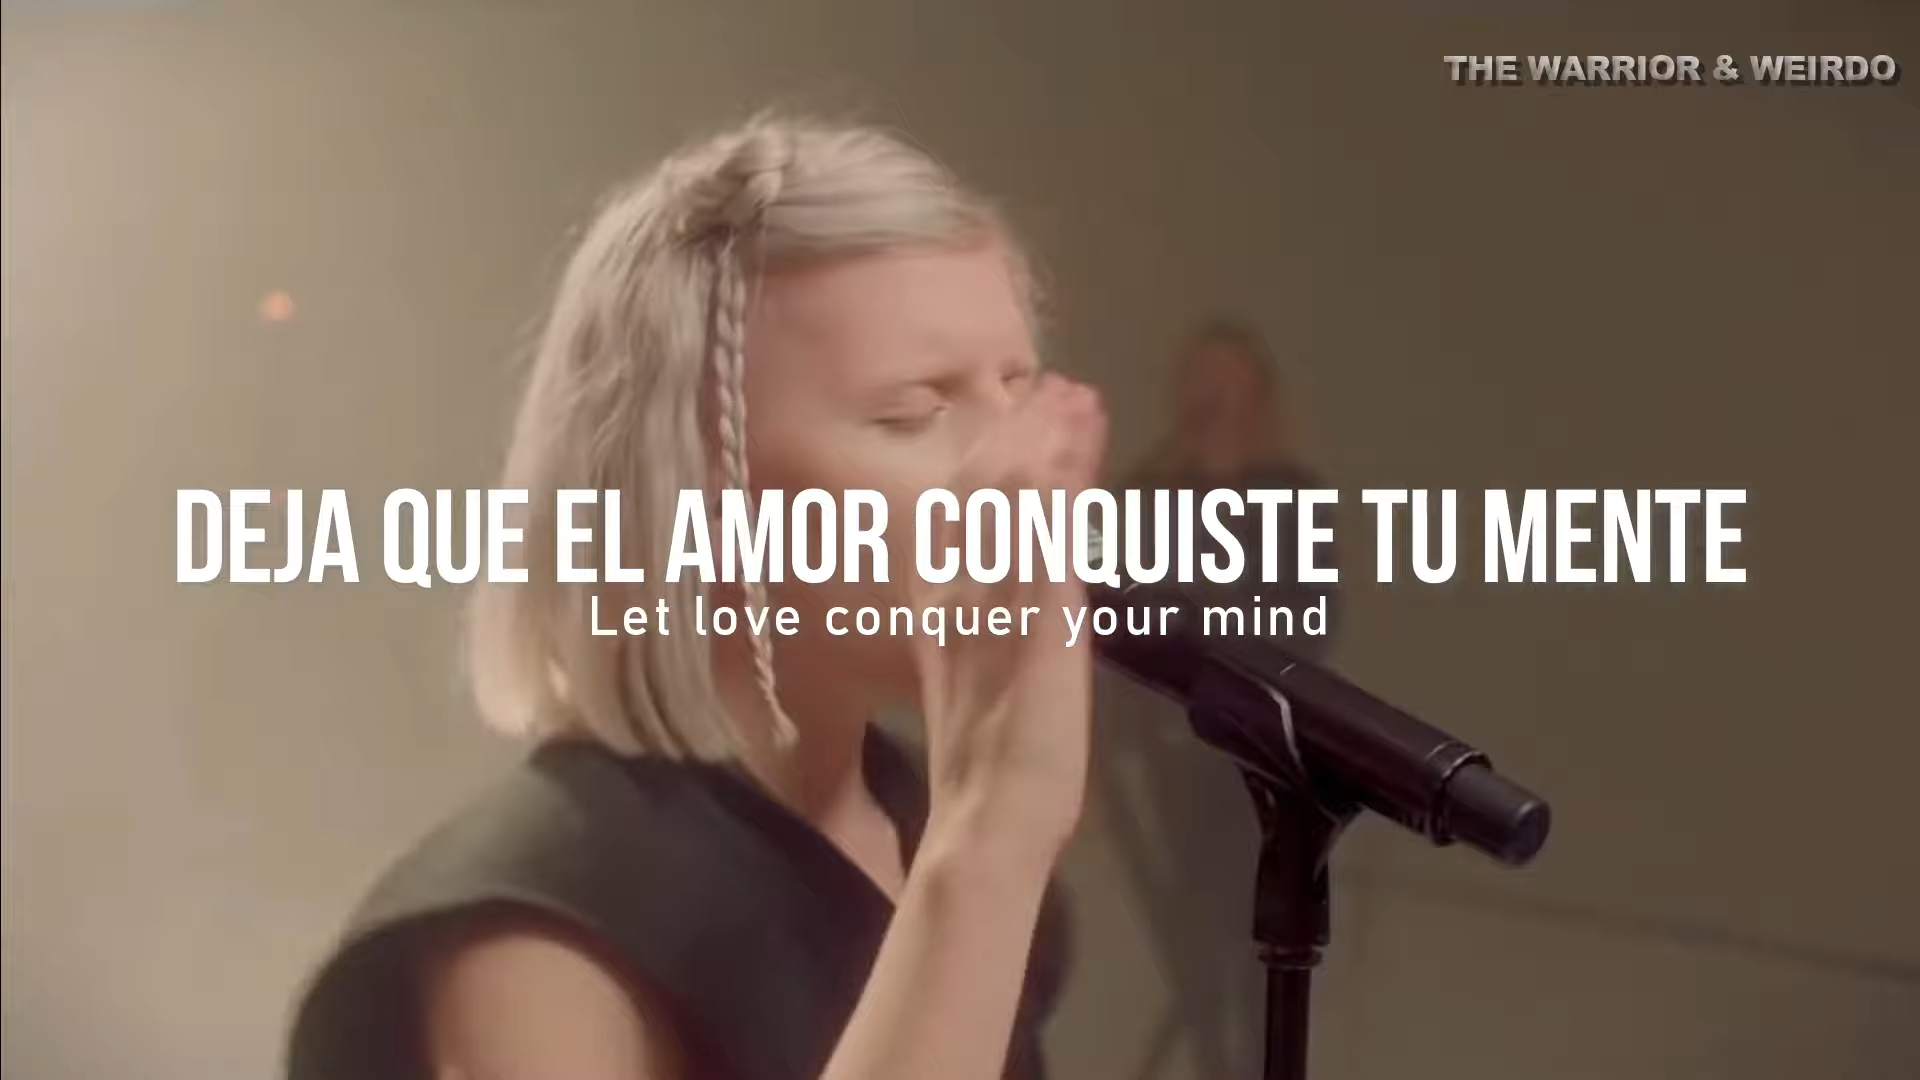 THE WARRIOR & WEIRDO
DEJA QUE EL AMOR CONQUISTE TU MENTE
Let love conquer your mind